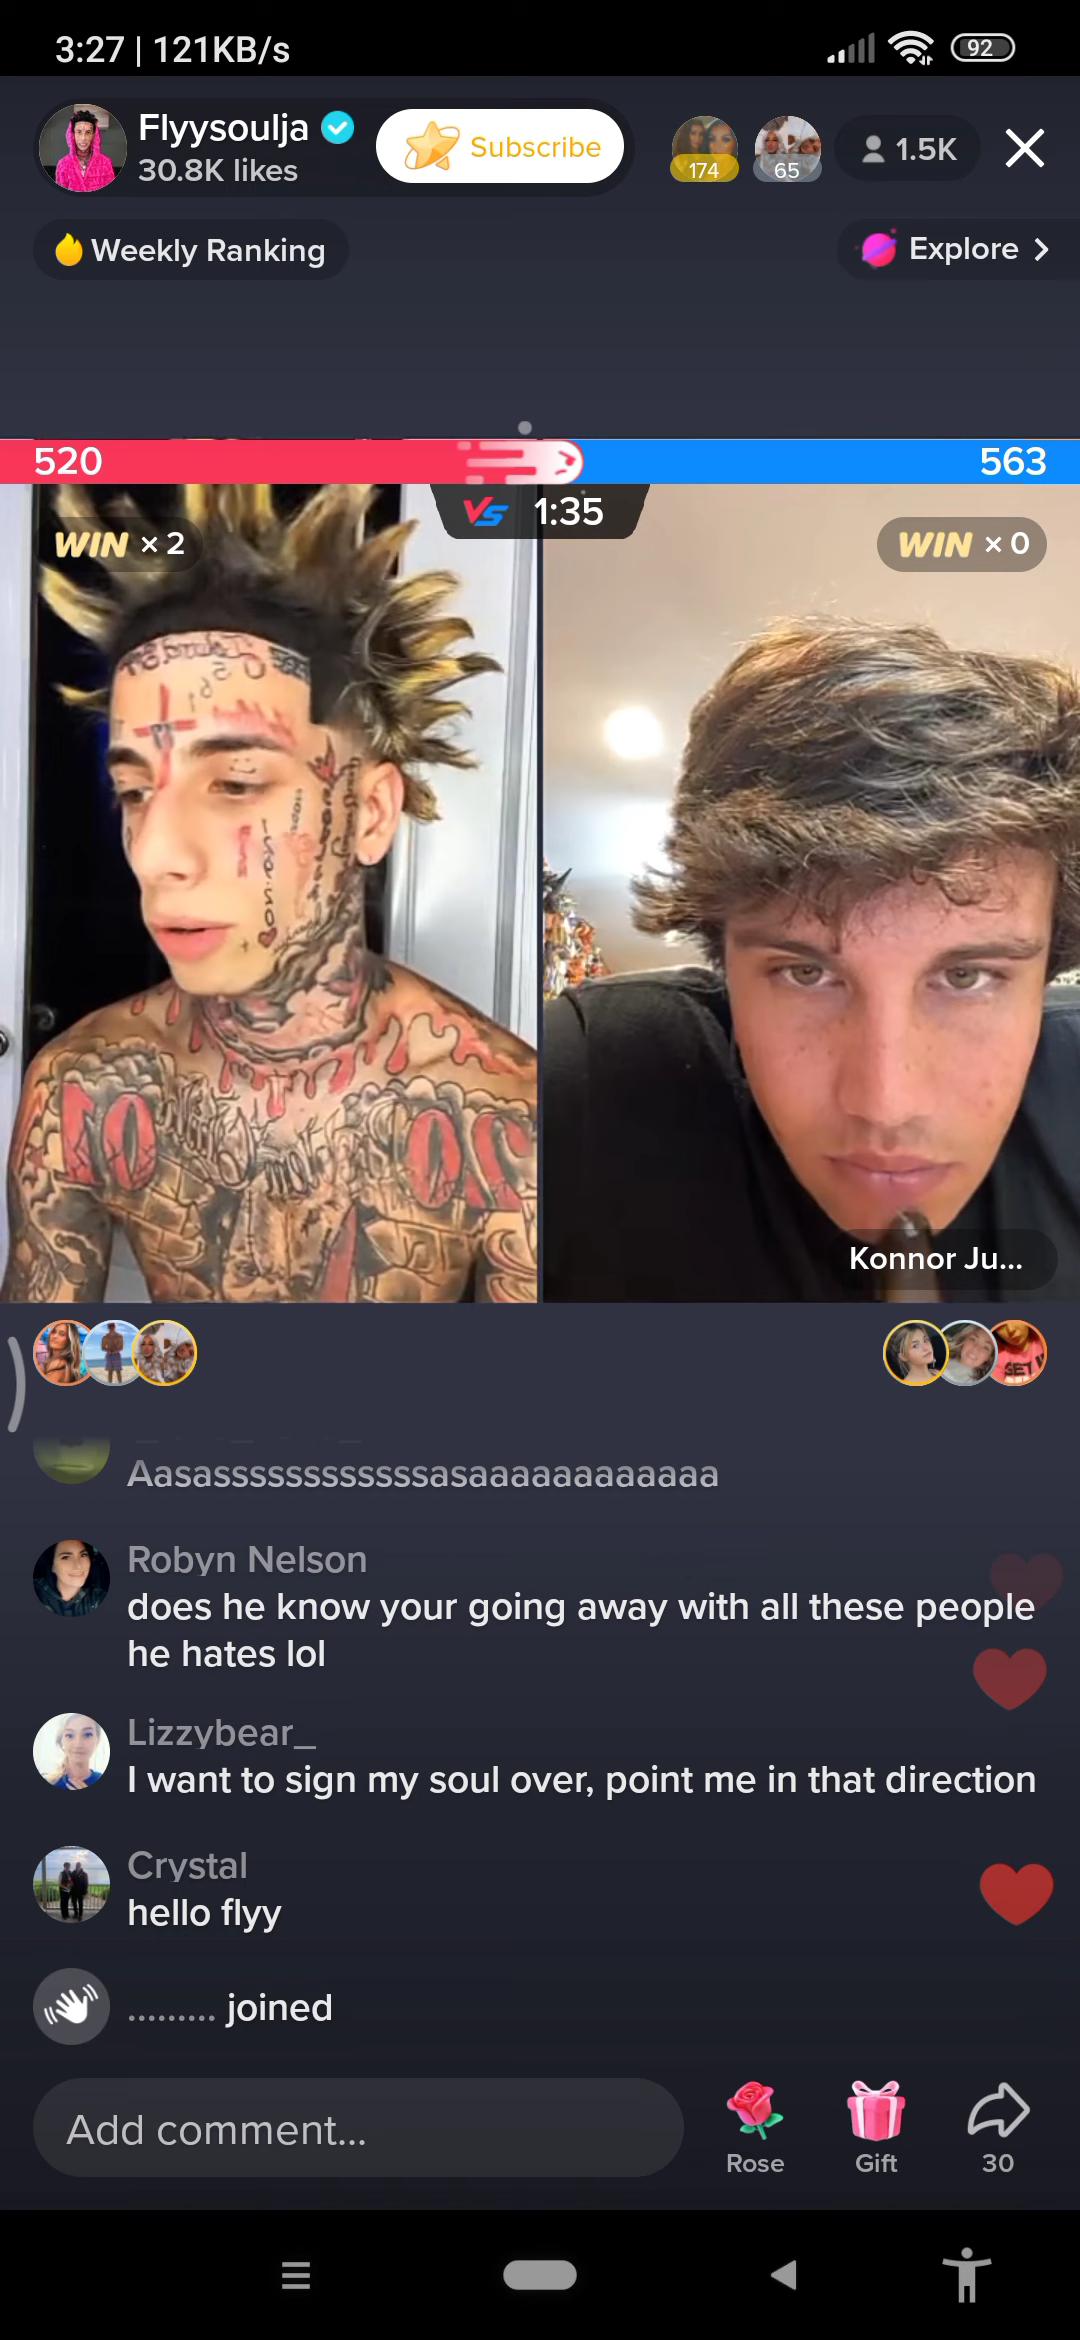 3:27 | 121KB/s
92
Flyysoulja
30.8K likes
Subscribe
174
65
1.5K
Weekly Ranking
Explore
520
563
VS 1:35
WIN × 2
WIN × 0
Konnor Ju...
Aasassssssssssssasaaaaaaaaaaaa
Robyn Nelson
does he know your going away with all these people
he hates lol
Lizzybear_
I want to sign my soul over, point me in that direction
Crystal
hello flyy
......... joined
Add comment...
Rose
Gift
30